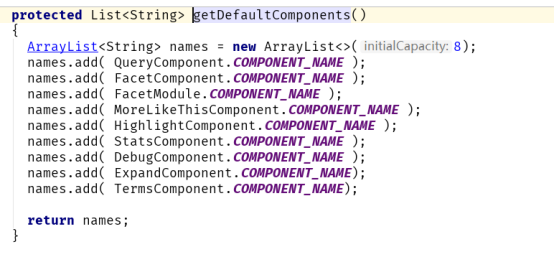 protected List<String> getDefaultComponents()
{
ArrayList<String> names = new ArrayList<>( initialCapacity: 8);
names.add( QueryComponent.COMPONENT_NAME );
names.add( FacetComponent.COMPONENT_NAME );
names.add( FacetModule.COMPONENT_NAME );
names.add( MoreLikeThisComponent.COMPONENT_NAME );
names.add( HighlightComponent.COMPONENT_NAME );
names.add( StatsComponent.COMPONENT_NAME );
names.add( DebugComponent.COMPONENT_NAME );
names.add( ExpandComponent.COMPONENT_NAME);
names.add( TermsComponent.COMPONENT_NAME);
return names;
}